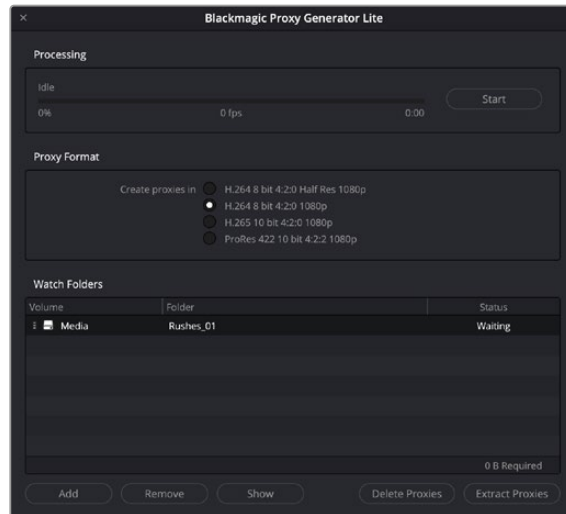 Blackmagic Proxy Generator Lite
Processing
Idle
Start
0% 0 fps 0:00
Proxy Format
Create proxies in H.264 8 bit 4:2:0 Half Res 1080p
H.264 8 bit 4:2:0 1080p
H.265 10 bit 4:2:0 1080p
ProRes 422 10 bit 4:2:2 1080p
Watch Folders
Volume Folder Status
Media Rushes_01 Waiting
0 B Required
Add Remove Show Delete Proxies Extract Proxies